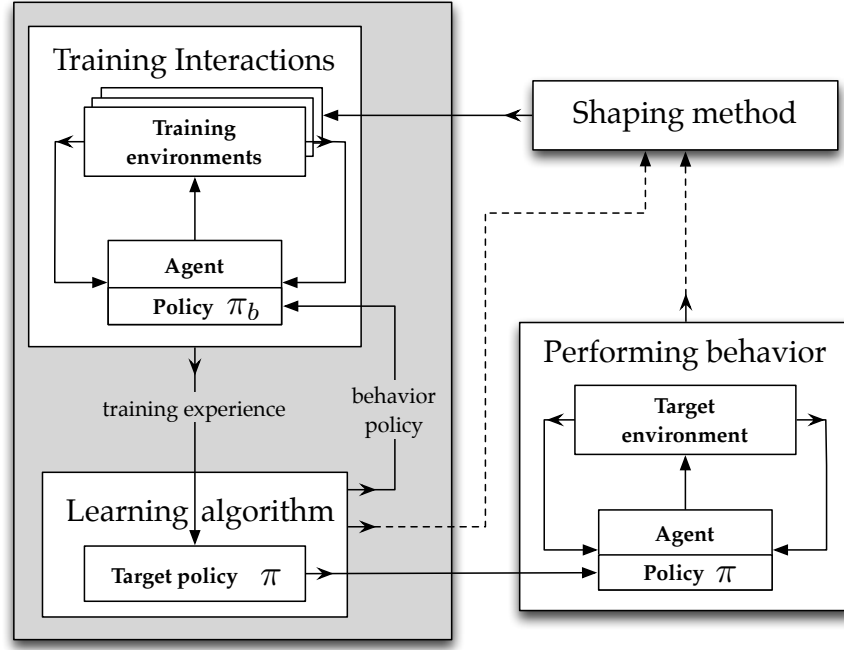 Training Interactions
Training
environments
Agent
Policy π_b
training experience
behavior
policy
Learning algorithm
Target policy π
Shaping method
Performing behavior
Target
environment
Agent
Policy π